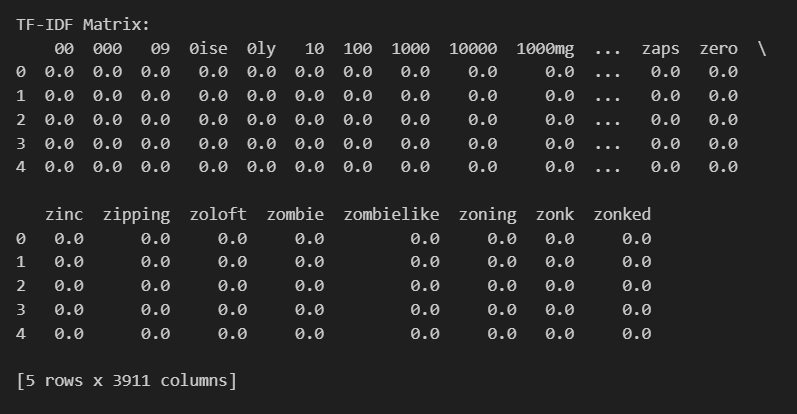 TF-IDF Matrix:
    00  000   09  0ise  0ly   10  100  1000  10000  1000mg  ...  zaps  zero  \
0  0.0  0.0  0.0   0.0  0.0  0.0  0.0   0.0    0.0     0.0  ...   0.0   0.0
1  0.0  0.0  0.0   0.0  0.0  0.0  0.0   0.0    0.0     0.0  ...   0.0   0.0
2  0.0  0.0  0.0   0.0  0.0  0.0  0.0   0.0    0.0     0.0  ...   0.0   0.0
3  0.0  0.0  0.0   0.0  0.0  0.0  0.0   0.0    0.0     0.0  ...   0.0   0.0
4  0.0  0.0  0.0   0.0  0.0  0.0  0.0   0.0    0.0     0.0  ...   0.0   0.0
   zinc  zipping  zoloft  zombie  zombielike  zoning  zonk  zonked
0   0.0      0.0     0.0     0.0         0.0     0.0   0.0     0.0
1   0.0      0.0     0.0     0.0         0.0     0.0   0.0     0.0
2   0.0      0.0     0.0     0.0         0.0     0.0   0.0     0.0
3   0.0      0.0     0.0     0.0         0.0     0.0   0.0     0.0
4   0.0      0.0     0.0     0.0         0.0     0.0   0.0     0.0
[5 rows x 3911 columns]